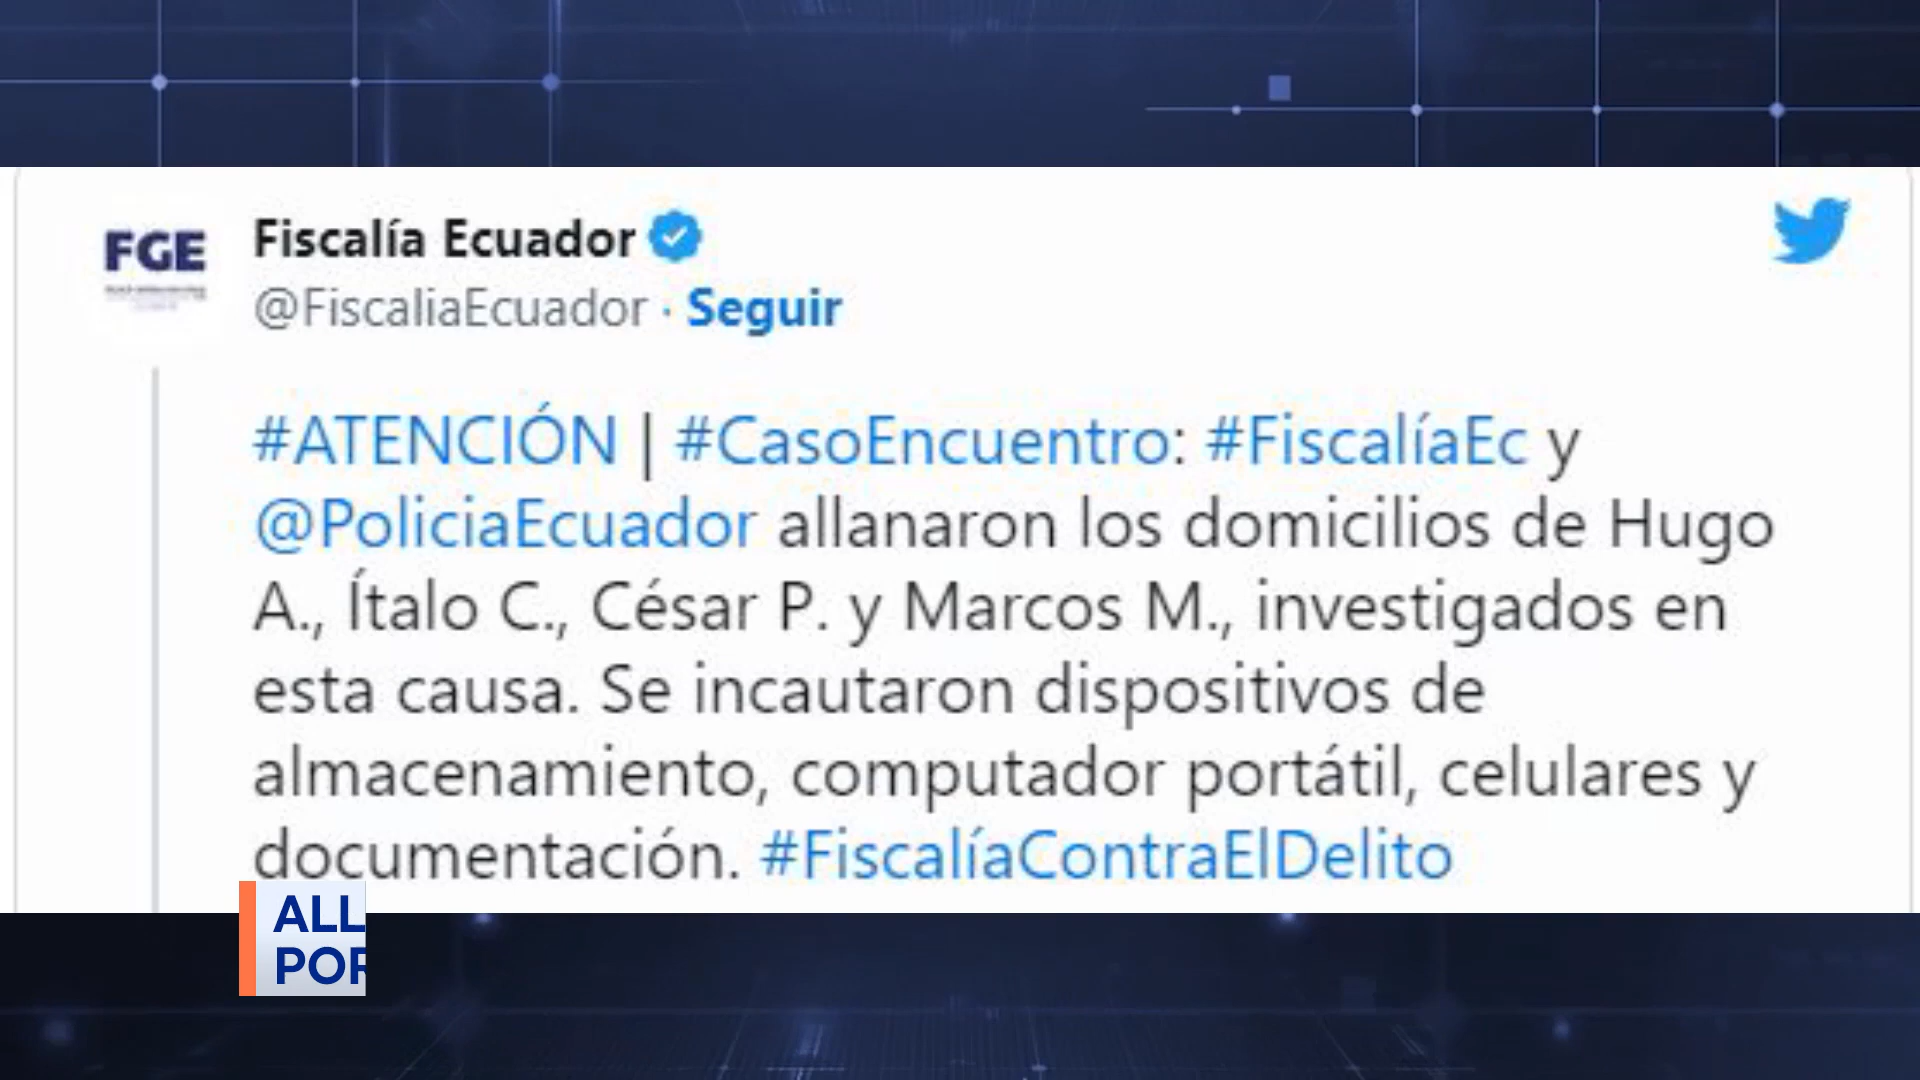 FGE
Fiscalía Ecuador
@FiscaliaEcuador · Seguir
#ATENCIÓN | #CasoEncuentro: #FiscalíaEc y
@PoliciaEcuador allanaron los domicilios de Hugo
A., Ítalo C., César P. y Marcos M., investigados en
esta causa. Se incautaron dispositivos de
almacenamiento, computador portátil, celulares y
documentación. #FiscalíaContraElDelito
ALL
POR